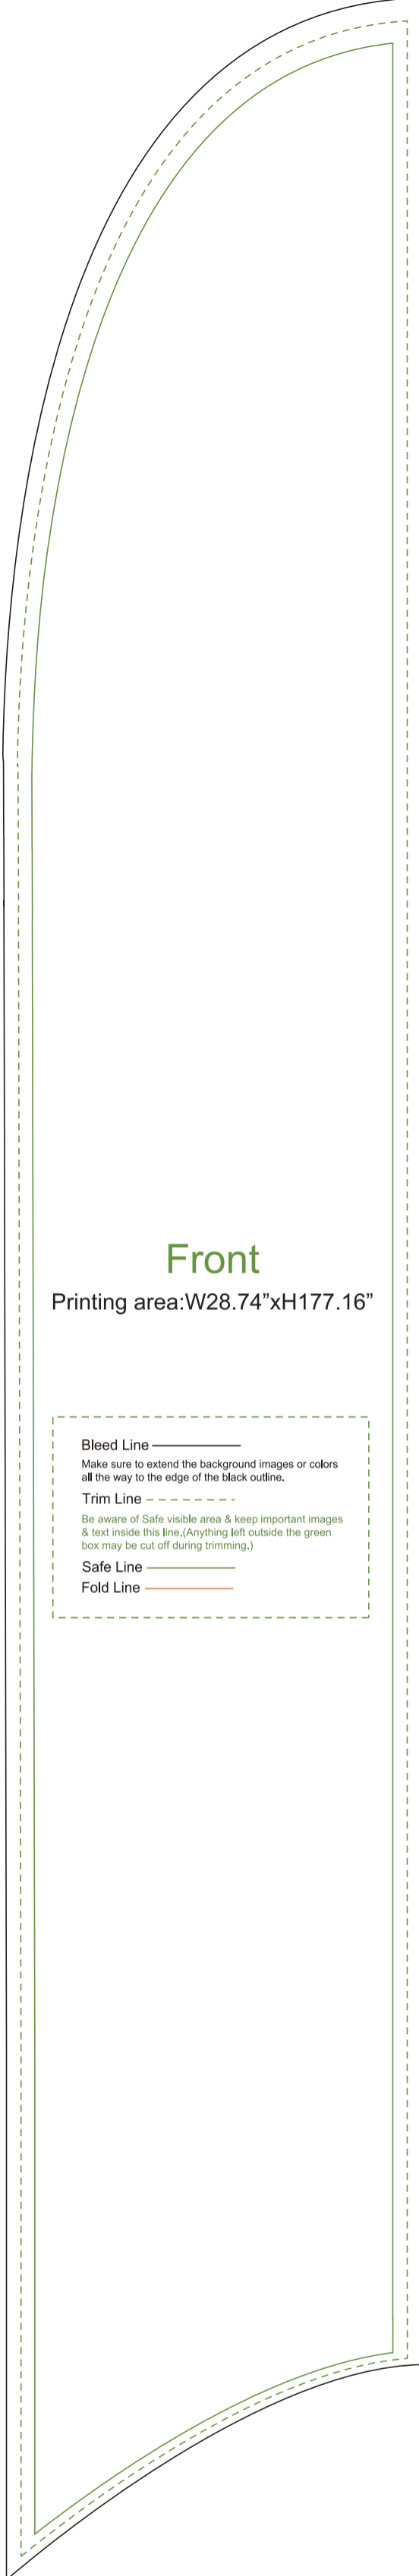 Front
Printing area:W28.74”xH177.16”
Bleed Line
Make sure to extend the background images or colors
all the way to the edge of the black outline.
Trim Line
Be aware of Safe visible area & keep important images
& text inside this line.(Anything left outside the green
box may be cut off during trimming.)
Safe Line
Fold Line